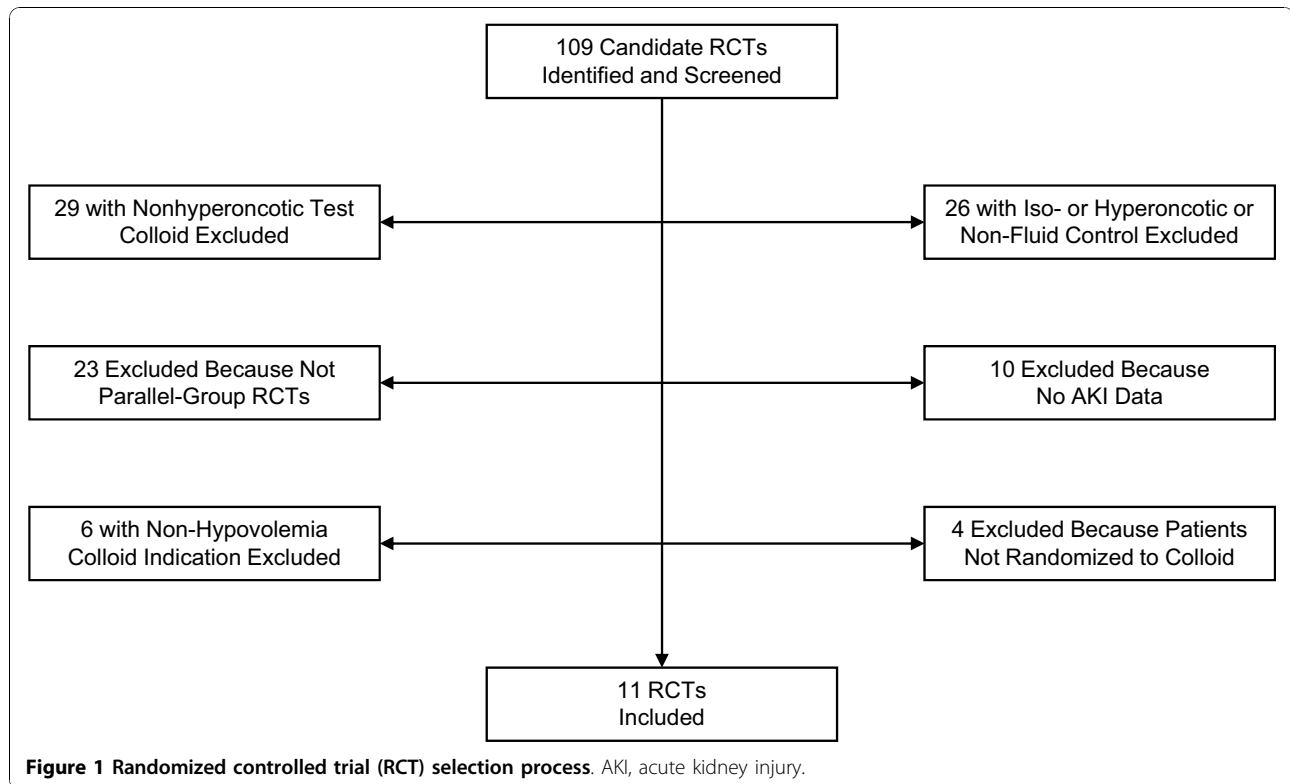 109 Candidate RCTs
Identified and Screened
29 with Nonhyperoncotic Test
Colloid Excluded
26 with Iso- or Hyperoncotic or
Non-Fluid Control Excluded
23 Excluded Because Not
Parallel-Group RCTs
10 Excluded Because
No AKI Data
6 with Non-Hypovolemia
Colloid Indication Excluded
4 Excluded Because Patients
Not Randomized to Colloid
11 RCTs
Included
Figure 1 Randomized controlled trial (RCT) selection process. AKI, acute kidney injury.